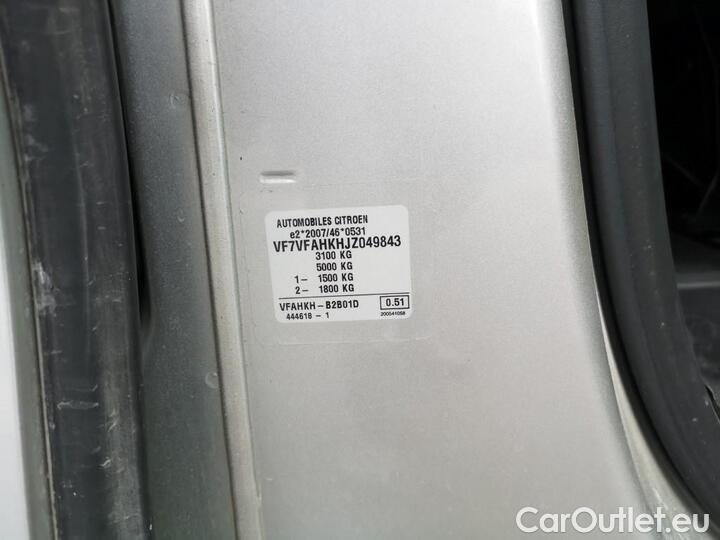 AUTOMOBILES CITROEN
e2*2007/46*0531
VF7VFAHKHJZ049843
3100 KG
5000 KG
1- 1500 KG
2- 1800 KG
VFAHKH-B2B01D 0.51
444618 - 1 200041058
CarOutlet.eu